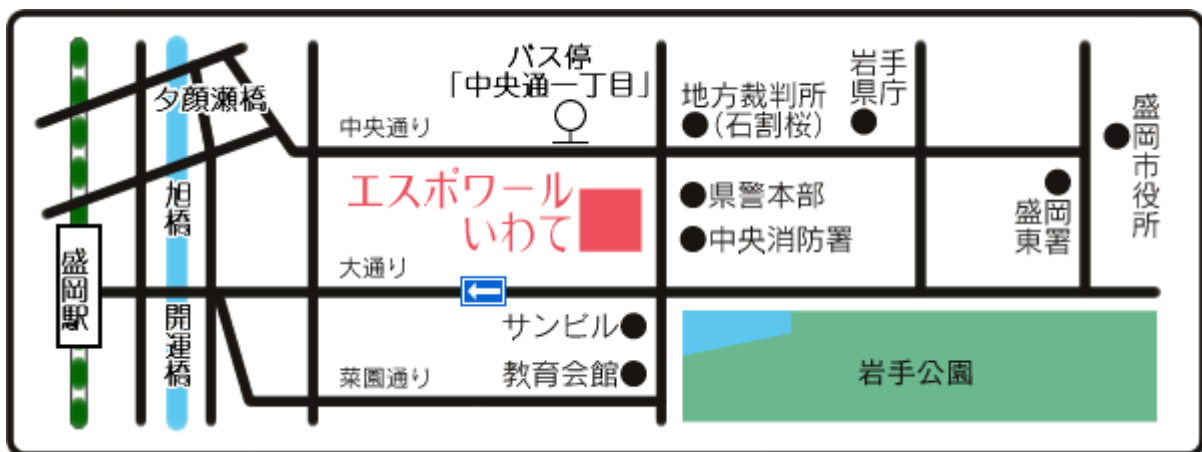 バス停
「中央通一丁目」
岩手
県庁
地方裁判所
(石割桜)
盛岡市役所
夕顔瀬橋
中央通り
エスポワール
いわて
県警本部
中央消防署
盛岡
東署
旭橋
大通り
盛岡駅
開運橋
サンビル
教育会館
菜園通り
岩手公園